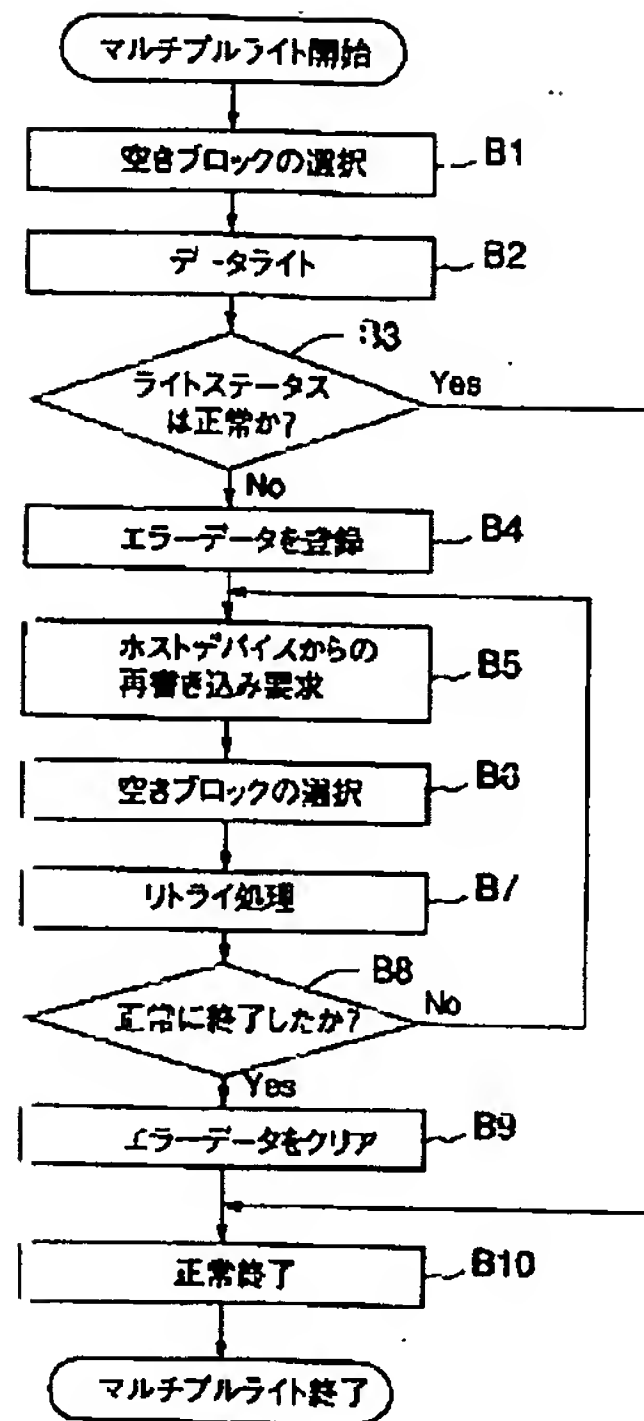 マルチプルライト開始
空きブロックの選択
B1
データライト
B2
B3
ライトステータス
は正常か?
Yes
No
エラーデータを登録
B4
ホストデバイスからの
再書き込み要求
B5
空きブロックの選択
B6
リトライ処理
B7
B8
正常に終了したか?
No
Yes
エラーデータをクリア
B9
正常終了
B10
マルチプルライト終了